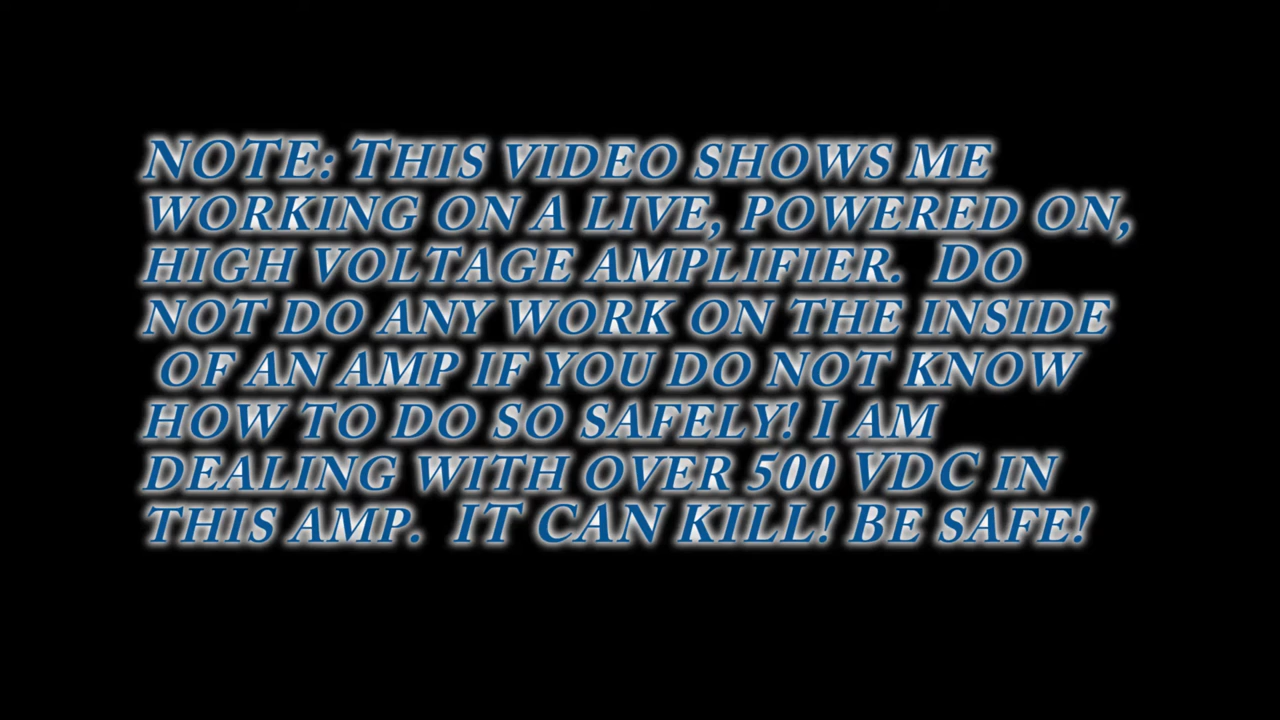 NOTE: THIS VIDEO SHOWS ME
WORKING ON A LIVE, POWERED ON,
HIGH VOLTAGE AMPLIFIER. DO
NOT DO ANY WORK ON THE INSIDE
OF AN AMP IF YOU DO NOT KNOW
HOW TO DO SO SAFELY! I AM
DEALING WITH OVER 500 VDC IN
THIS AMP. IT CAN KILL! BE SAFE!